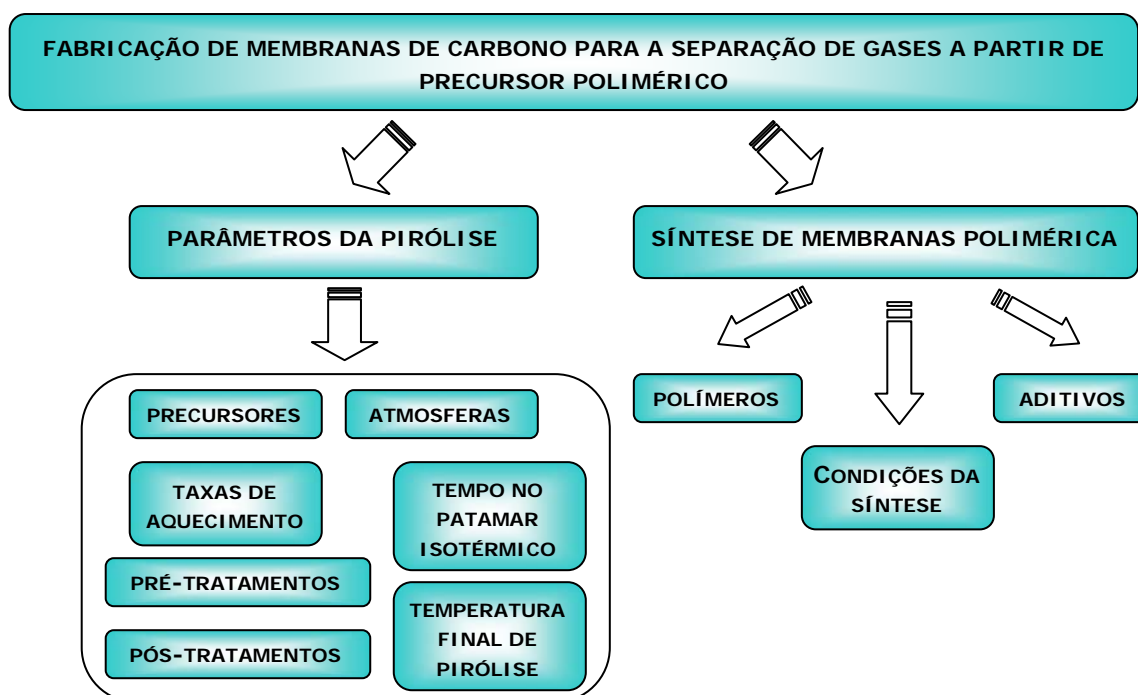 FABRICAÇÃO DE MEMBRANAS DE CARBONO PARA A SEPARAÇÃO DE GASES A PARTIR DE
PRECURSOR POLIMÉRICO
PARÂMETROS DA PIRÓLISE
SÍNTESE DE MEMBRANAS POLIMÉRICA
PRECURSORES
ATMOSFERAS
TAXAS DE
AQUECIMENTO
TEMPO NO
PATAMAR
ISOTÉRMICO
PRÉ-TRATAMENTOS
PÓS-TRATAMENTOS
TEMPERATURA
FINAL DE
PIRÓLISE
POLÍMEROS
CONDIÇÕES DA
SÍNTESE
ADITIVOS